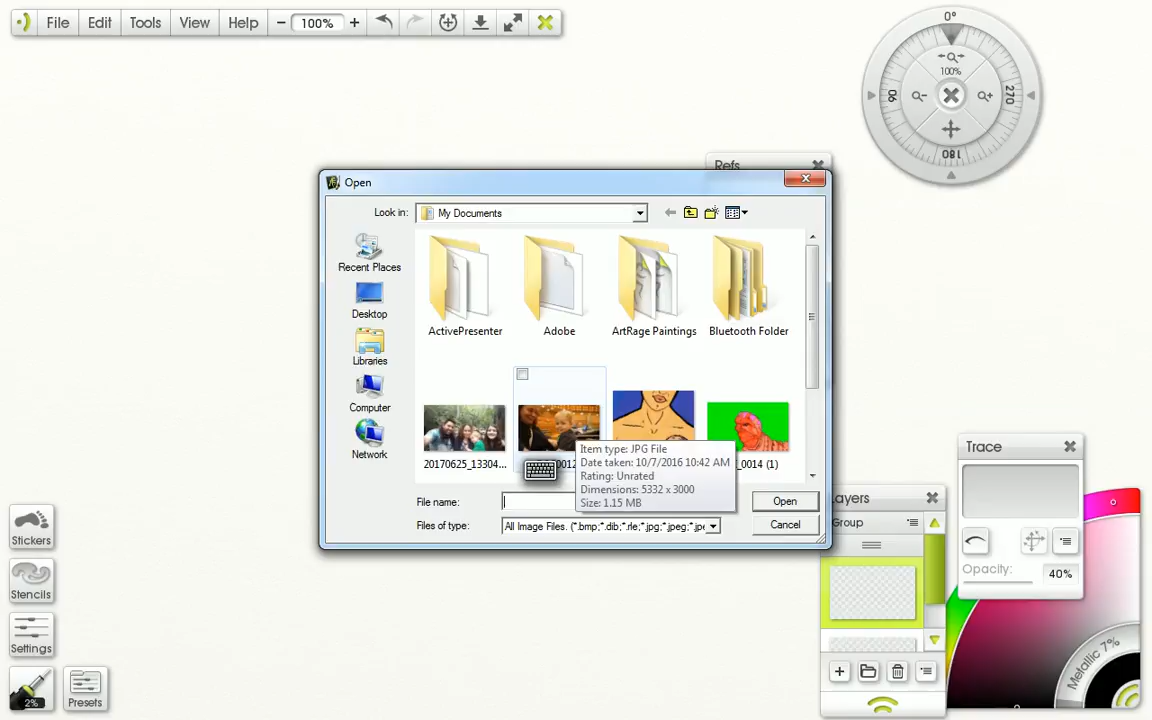 File Edit Tools View Help − 100% +
0°
100%
90
270
180
Refs
Open
Look in: My Documents
Recent Places
Desktop
Libraries
Computer
Network
ActivePresenter Adobe ArtRage Paintings Bluetooth Folder
20170625_13304...
_0014 (1)
Item type: JPG File
Date taken: 10/7/2016 10:42 AM
Rating: Unrated
Dimensions: 5332 x 3000
Size: 1.15 MB
File name: Open
Files of type: All Image Files. (*.bmp;*.dib;*.rle;*.jpg;*.jpeg;*.jpe Cancel
Trace
Opacity: 40%
ayers
Group
Metallic 7%
Stickers
Stencils
Settings
2%
Presets